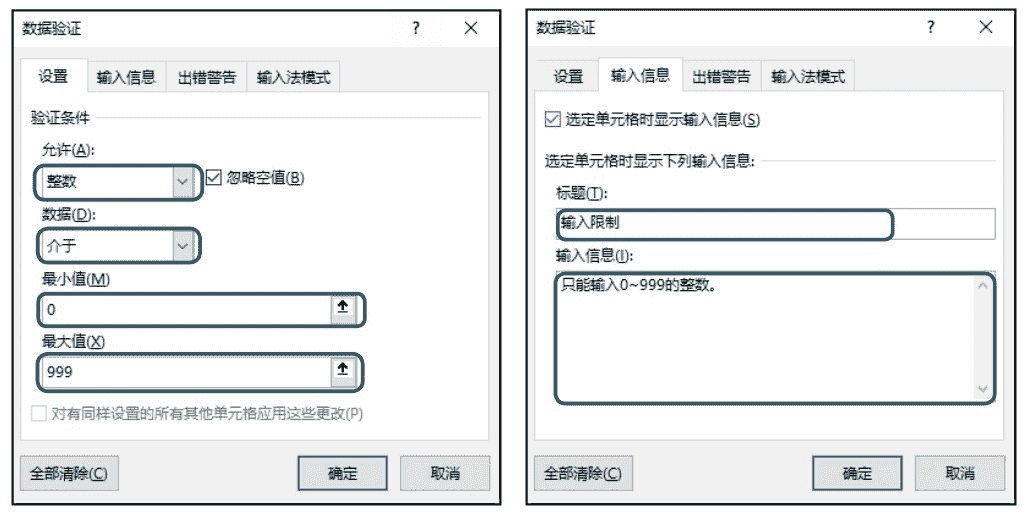 数据验证 ? ×
设置 输入信息 出错警告 输入法模式
验证条件
允许(A):
整数 忽略空值(B)
数据(D):
介于
最小值(M)
0
最大值(X)
999
对有同样设置的所有其他单元格应用这些更改(P)
全部清除(C) 确定 取消
数据验证 ? ×
设置 输入信息 出错警告 输入法模式
选定单元格时显示输入信息(S)
选定单元格时显示下列输入信息:
标题(T):
输入限制
输入信息(I):
只能输入0~999的整数。
全部清除(C) 确定 取消